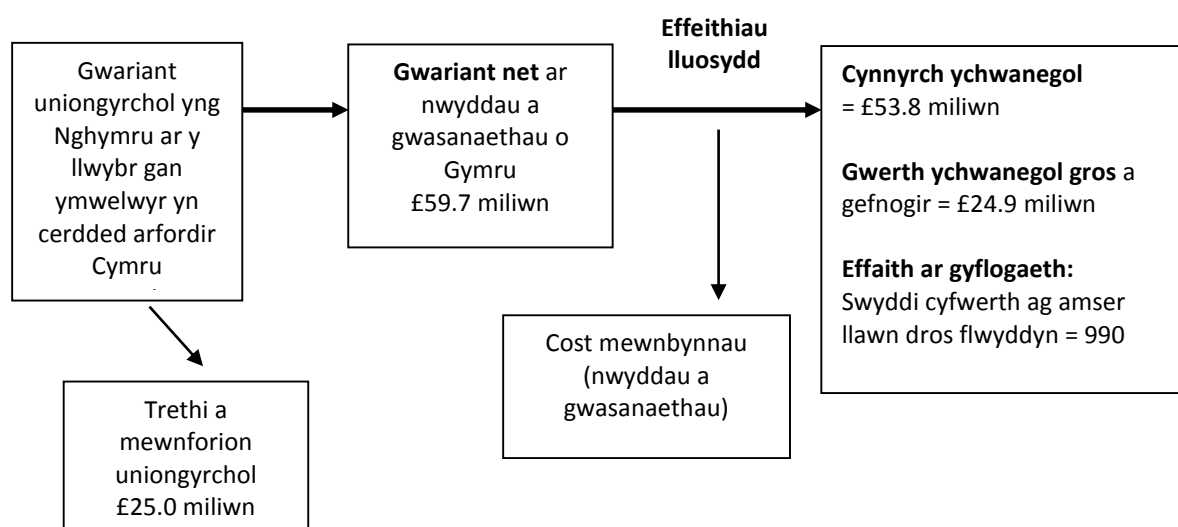 Gwariant
uniongyrchol yng
Nghymru ar y
llwybr gan
ymwelwyr yn
cerdded arfordir
Cymru
Gwariant net ar
nwyddau a
gwasanaethau o
Gymru
£59.7 miliwn
Effeithiau
lluosydd
Cynnyrch ychwanegol
= £53.8 miliwn
Gwerth ychwanegol gros a
gefnogir = £24.9 miliwn
Effaith ar gyflogaeth:
Swyddi cyfwerth ag amser
llawn dros flwyddyn = 990
Cost mewnbynnau
(nwyddau a
gwasanaethau)
Trethi a
mewnforion
uniongyrchol
£25.0 miliwn